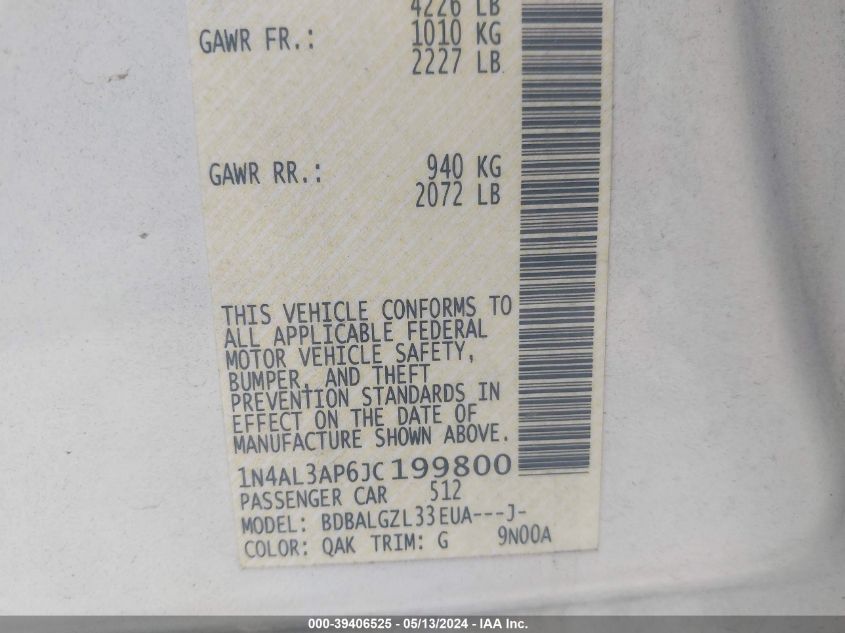 4226 LB
GAWR FR.: 1010 KG
2227 LB
GAWR RR.: 940 KG
2072 LB
THIS VEHICLE CONFORMS TO
ALL APPLICABLE FEDERAL
MOTOR VEHICLE SAFETY,
BUMPER, AND THEFT
PREVENTION STANDARDS IN
EFFECT ON THE DATE OF
MANUFACTURE SHOWN ABOVE.
1N4AL3AP6JC199800
PASSENGER CAR 512
MODEL: BDBALGZL33EUA---J-
COLOR: QAK TRIM: G 9N00A
000-39406525 - 05/13/2024 - IAA Inc.